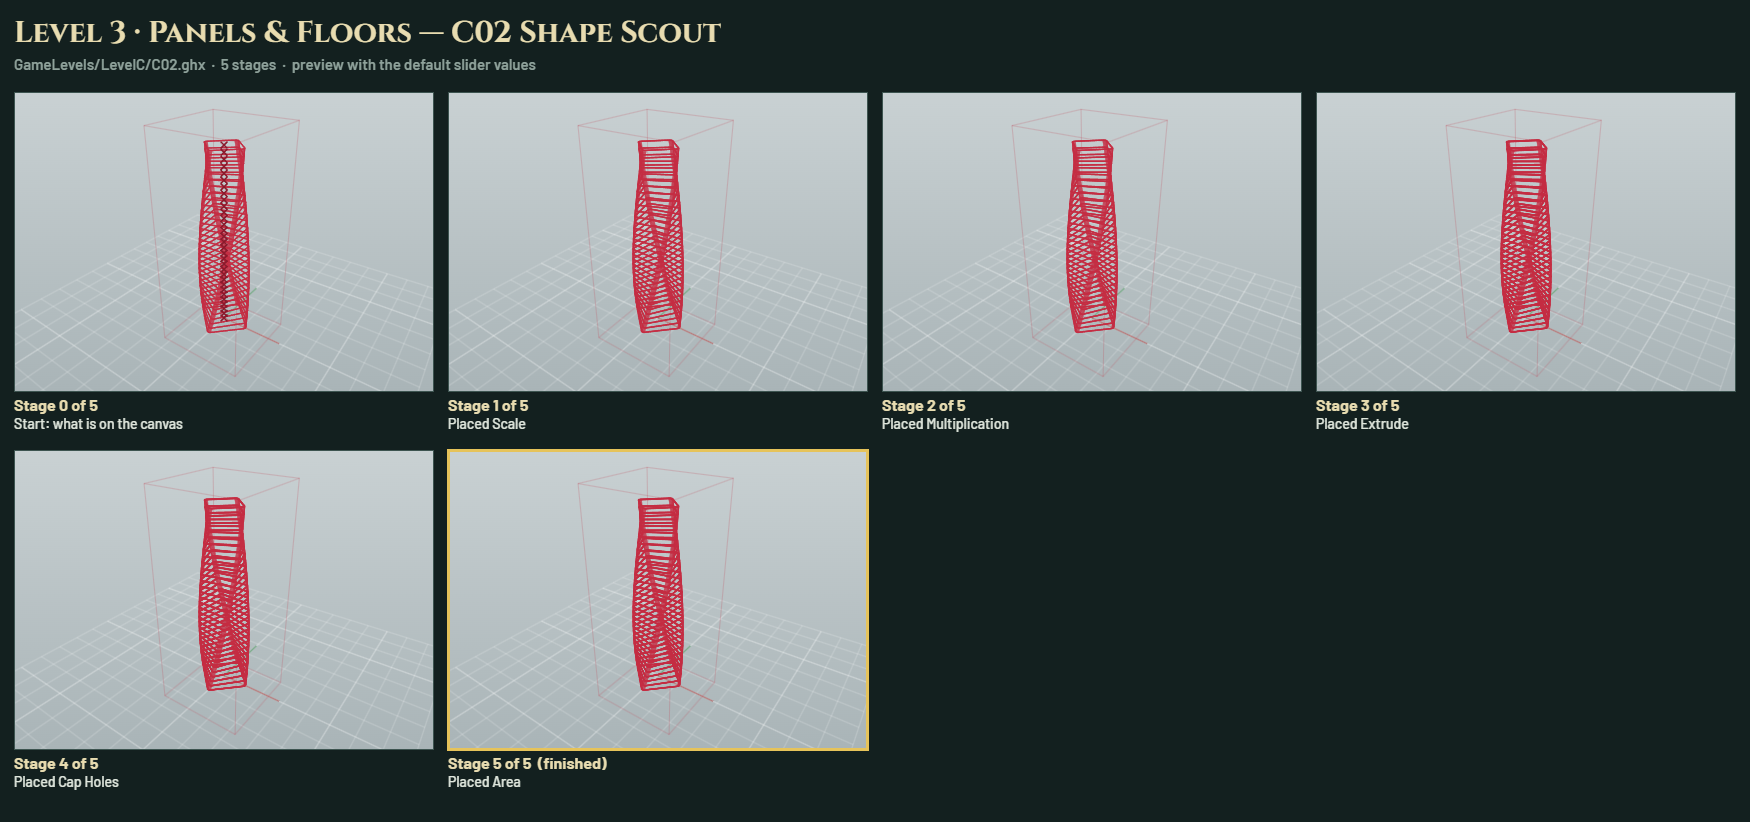 Level 3 · Panels & Floors — C02 Shape Scout
GameLevels/LevelC/C02.ghx · 5 stages · preview with the default slider values
Stage 0 of 5
Start: what is on the canvas
Stage 1 of 5
Placed Scale
Stage 2 of 5
Placed Multiplication
Stage 3 of 5
Placed Extrude
Stage 4 of 5
Placed Cap Holes
Stage 5 of 5 (finished)
Placed Area